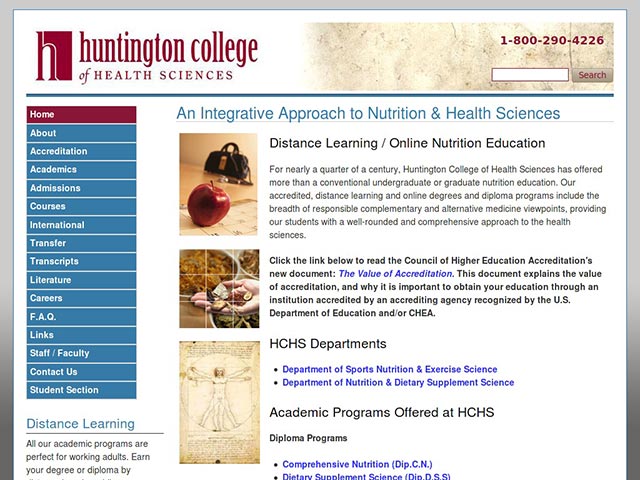 h huntington college
of HEALTH SCIENCES
1-800-290-4226
Search
Home
About
Accreditation
Academics
Admissions
Courses
International
Transfer
Transcripts
Literature
Careers
F.A.Q.
Links
Staff / Faculty
Contact Us
Student Section
Distance Learning
All our academic programs are
perfect for working adults. Earn
your degree or diploma by
An Integrative Approach to Nutrition & Health Sciences
Distance Learning / Online Nutrition Education
For nearly a quarter of a century, Huntington College of Health Sciences has offered
more than a conventional undergraduate or graduate nutrition education. Our
accredited, distance learning and online degrees and diploma programs include the
breadth of responsible complementary and alternative medicine viewpoints, providing
our students with a well-rounded and comprehensive approach to the health
sciences.
Click the link below to read the Council of Higher Education Accreditation's
new document: The Value of Accreditation. This document explains the value
of accreditation, and why it is important to obtain your education through an
institution accredited by an accrediting agency recognized by the U.S.
Department of Education and/or CHEA.
HCHS Departments
Department of Sports Nutrition & Exercise Science
Department of Nutrition & Dietary Supplement Science
Academic Programs Offered at HCHS
Diploma Programs
Comprehensive Nutrition (Dip.C.N.)
Dietary Supplement Science (Dip.D.S.S)